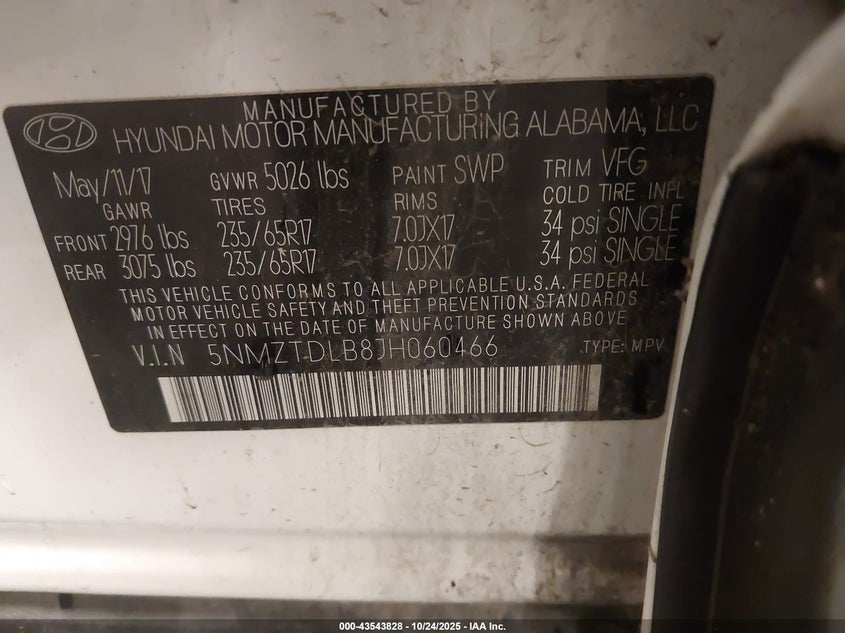 MANUFACTURED BY
HYUNDAI MOTOR MANUFACTURING ALABAMA, LLC
May/11/17 GVWR 5026 lbs PAINT SWP TRIM VFG
GAWR TIRES RIMS COLD TIRE INFL
FRONT 2976 lbs 235/65R17 7.0JX17 34 psi SINGLE
REAR 3075 lbs 235/65R17 7.0JX17 34 psi SINGLE
THIS VEHICLE CONFORMS TO ALL APPLICABLE U.S.A. FEDERAL
MOTOR VEHICLE SAFETY AND THEFT PREVENTION STANDARDS
IN EFFECT ON THE DATE OF MANUFACTURE SHOWN ABOVE
V.I.N 5NMZTDLB8JH060466 TYPE: MPV
000-43543828 - 10/24/2025 - IAA Inc.